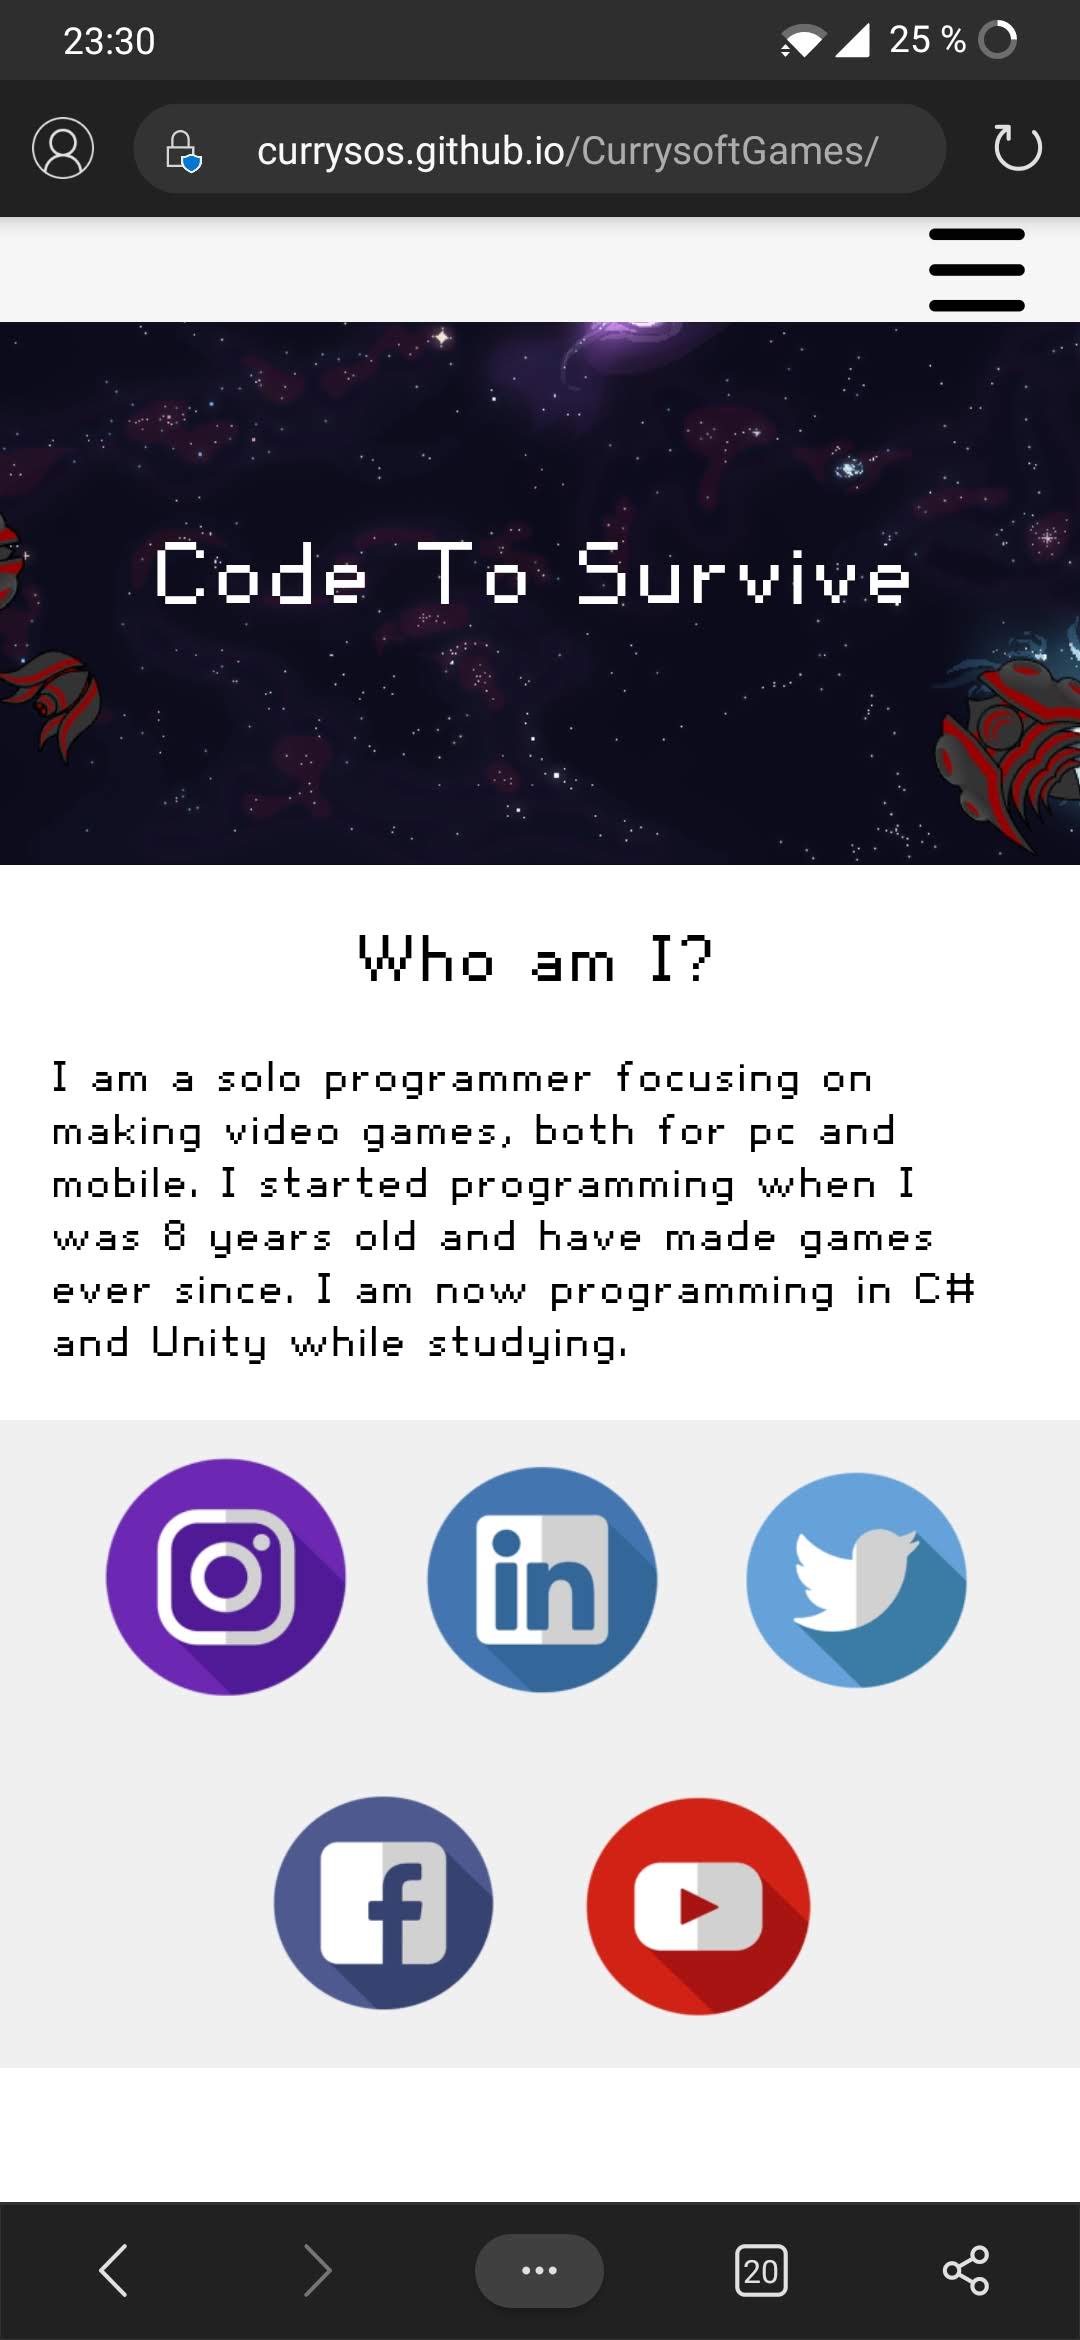 23:30
25 %
currysos.github.io/CurrysoftGames/
Code To Survive
Who am I?
I am a solo programmer focusing on
making video games, both for pc and
mobile. I started programming when I
was 8 years old and have made games
ever since. I am now programming in C#
and Unity while studying.
in
f
20